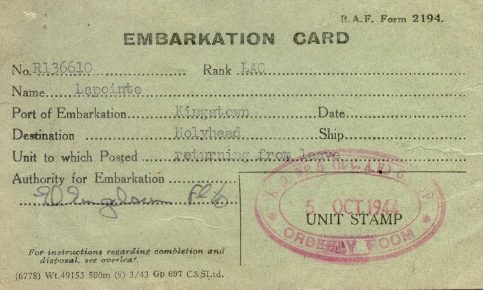 R.A.F. Form 2194.
EMBARKATION CARD
No. R136610 Rank LAC
Name Lapointe
Port of Embarkation Kingstown Date
Destination Holyhead Ship
Unit to which Posted returning from leave
Authority for Embarkation
5 OCT 1944
UNIT STAMP
ORDERLY ROOM
For instructions regarding completion and
disposal, see overleaf.
(6778) Wt.49153 500m (9) 3/43 Gp 697 C&SLtd.